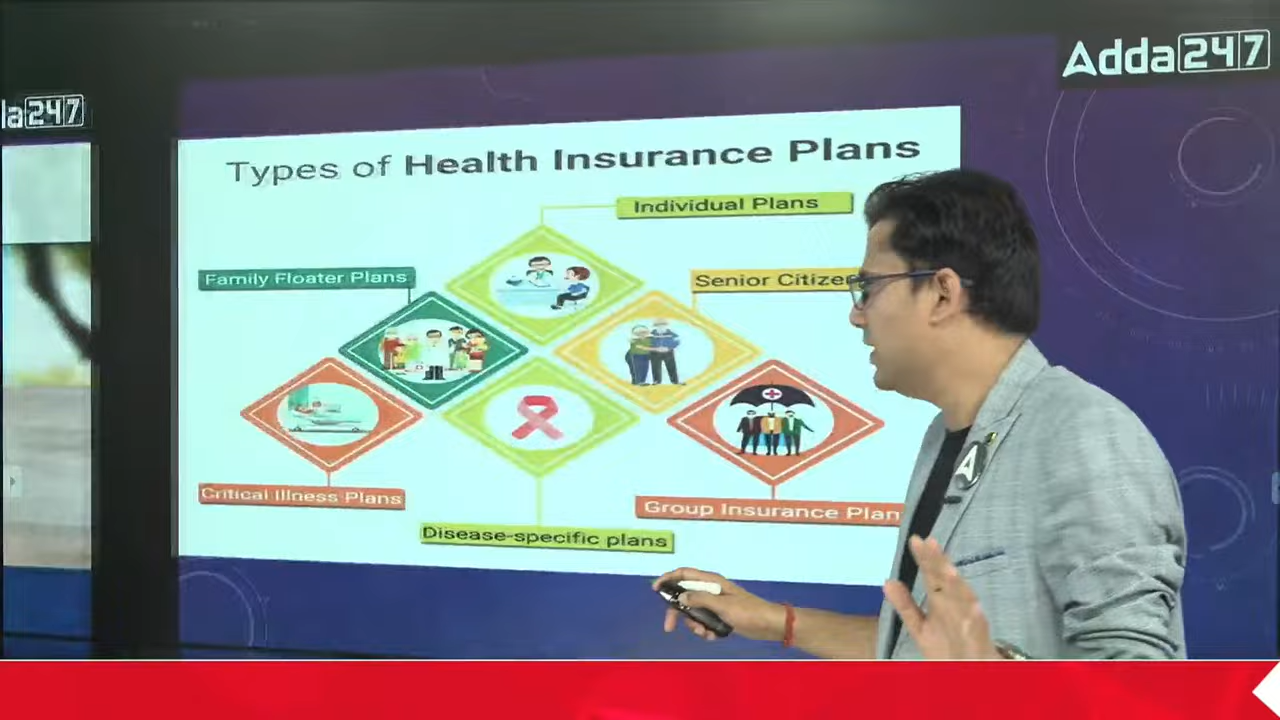 Adda247
la247
Types of Health Insurance Plans
Individual Plans
Family Floater Plans
Senior Citizen
Critical Illness Plans
Group Insurance Plan
Disease-specific plans
A